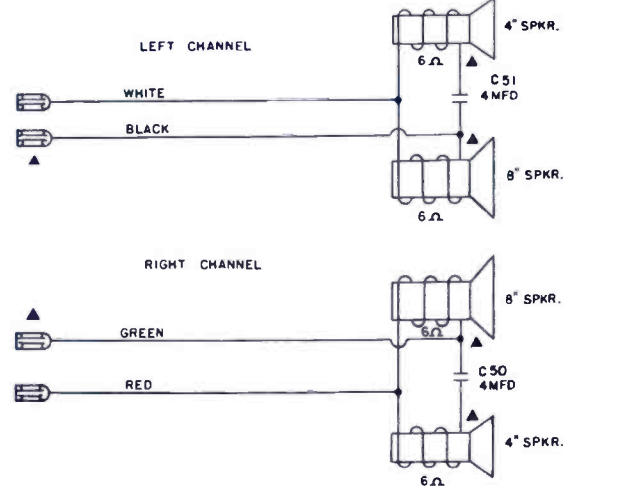 4" SPKR.
LEFT CHANNEL
6Ω
C51
4MFD
WHITE
BLACK
8" SPKR.
6Ω
RIGHT CHANNEL
8" SPKR.
6Ω
GREEN
C50
4MFD
RED
4" SPKR.
6Ω